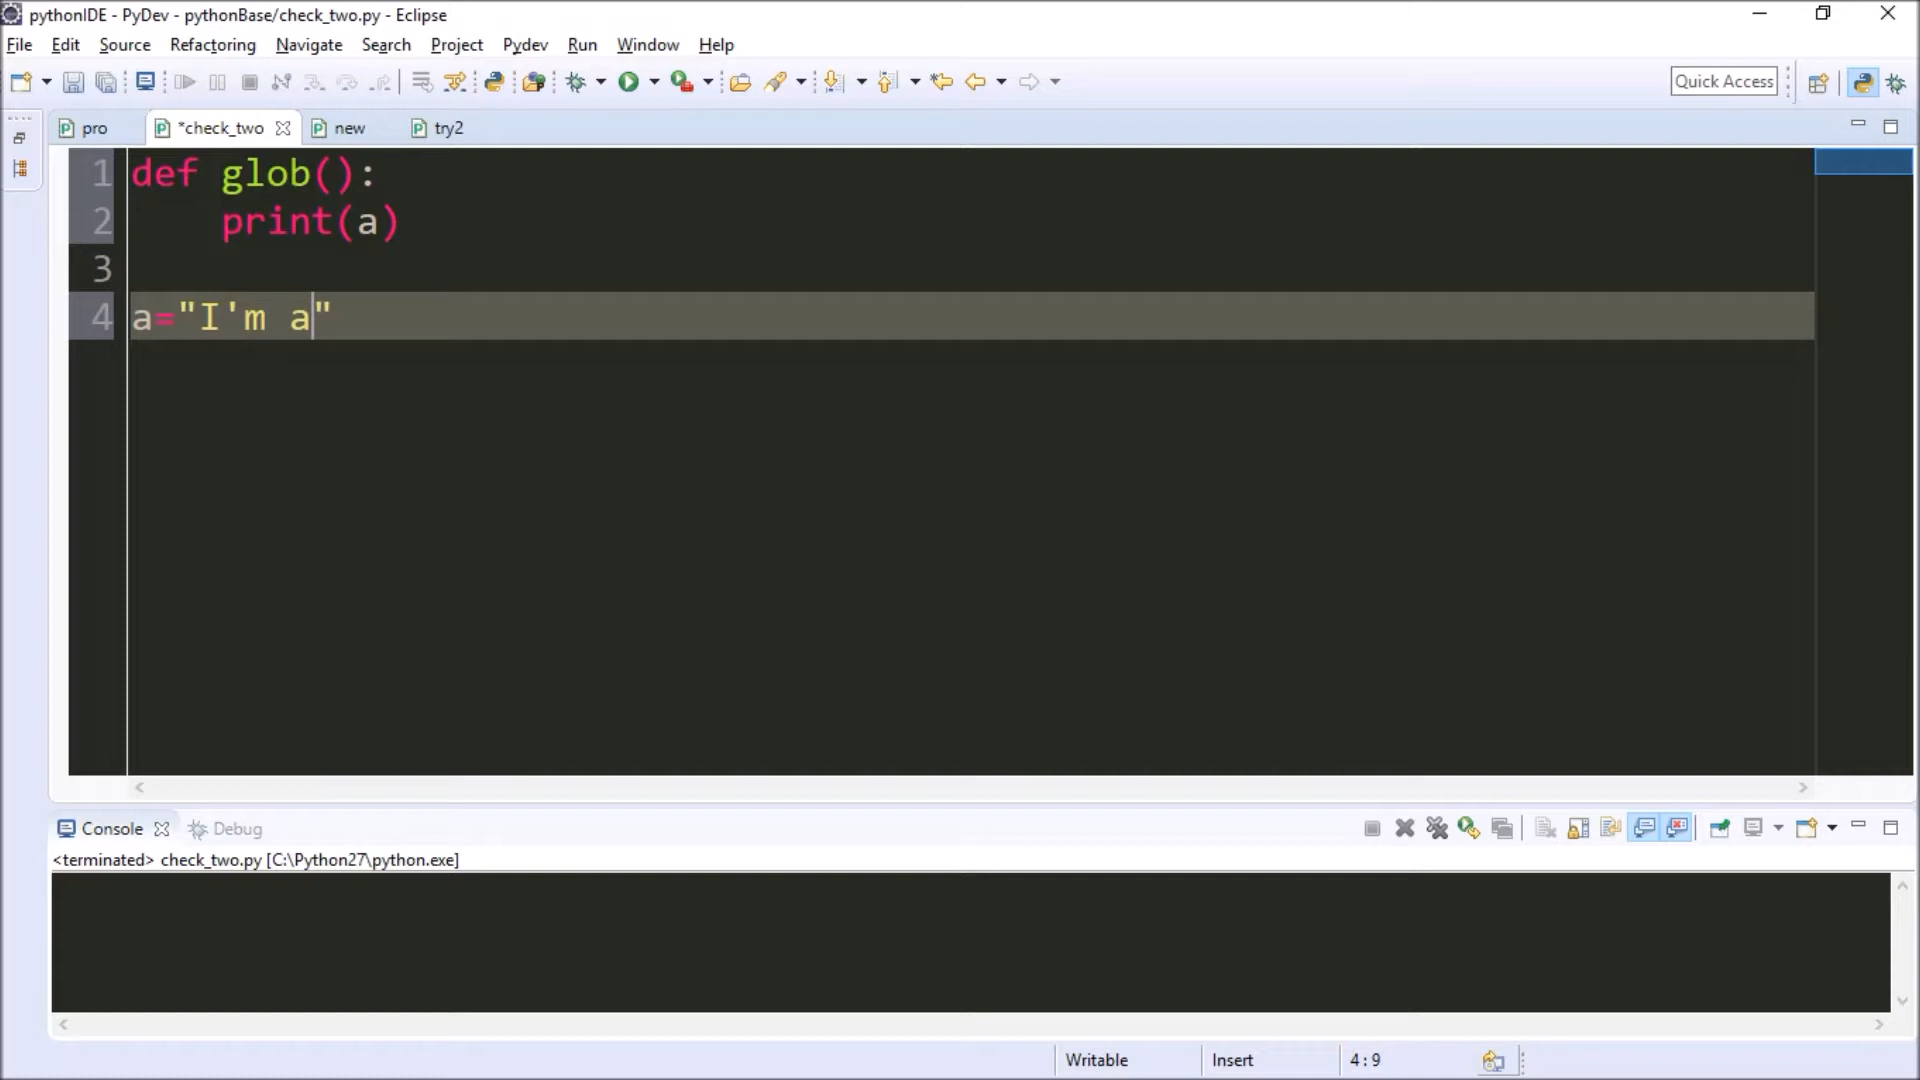 pythonIDE - PyDev - pythonBase/check_two.py - Eclipse
File Edit Source Refactoring Navigate Search Project Pydev Run Window Help
Quick Access
pro *check_two new try2
1 def glob():
2 print(a)
3
4 a="I'm a"
Console Debug
<terminated> check_two.py [C:\Python27\python.exe]
Writable Insert 4 : 9